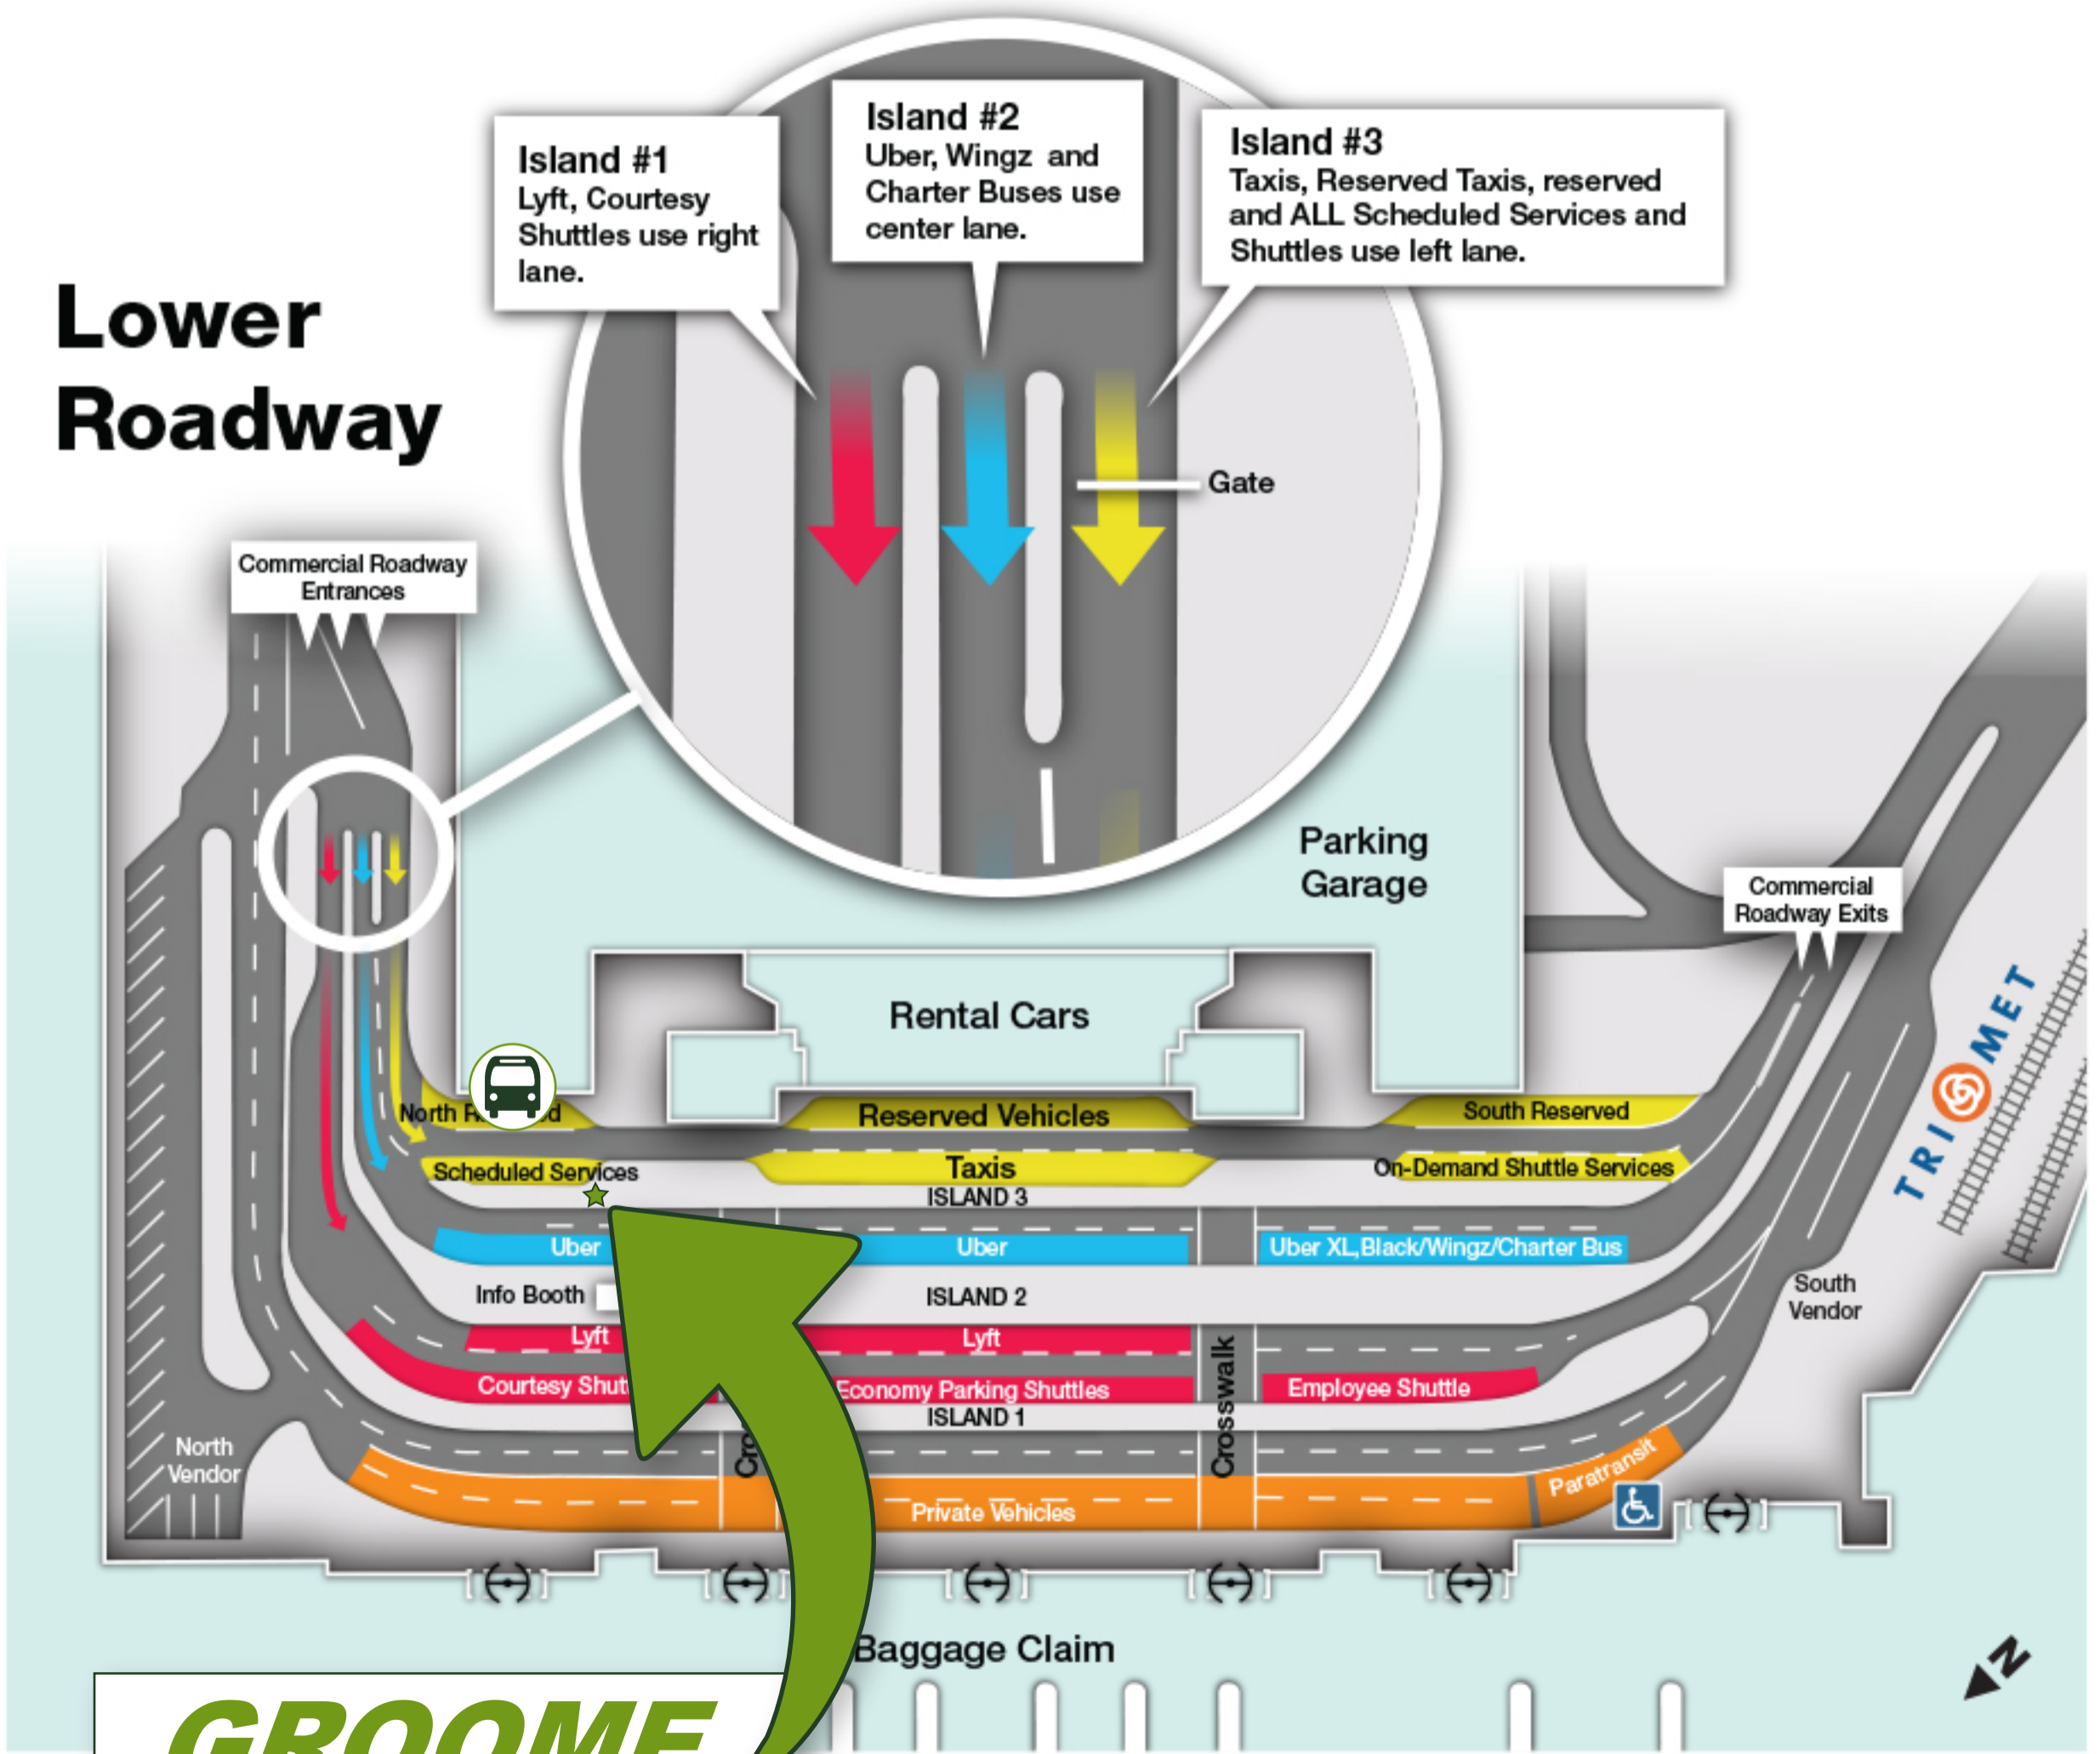 Island #1
Lyft, Courtesy
Shuttles use right
lane.
Island #2
Uber, Wingz and
Charter Buses use
center lane.
Island #3
Taxis, Reserved Taxis, reserved
and ALL Scheduled Services and
Shuttles use left lane.
Lower
Roadway
Gate
Commercial Roadway
Entrances
Parking
Garage
Commercial
Roadway Exits
Rental Cars
TRIMET
North
Reserved Vehicles
South Reserved
Scheduled Services
Taxis
On-Demand Shuttle Services
ISLAND 3
Uber
Uber
Uber XL,Black/Wingz/Charter Bus
Info Booth
ISLAND 2
South
Vendor
Lyft
Lyft
Courtesy
Economy Parking Shuttles
Employee Shuttle
ISLAND 1
Crosswalk
North
Vendor
Private Vehicles
Paratransit
Baggage Claim
N
GROOME